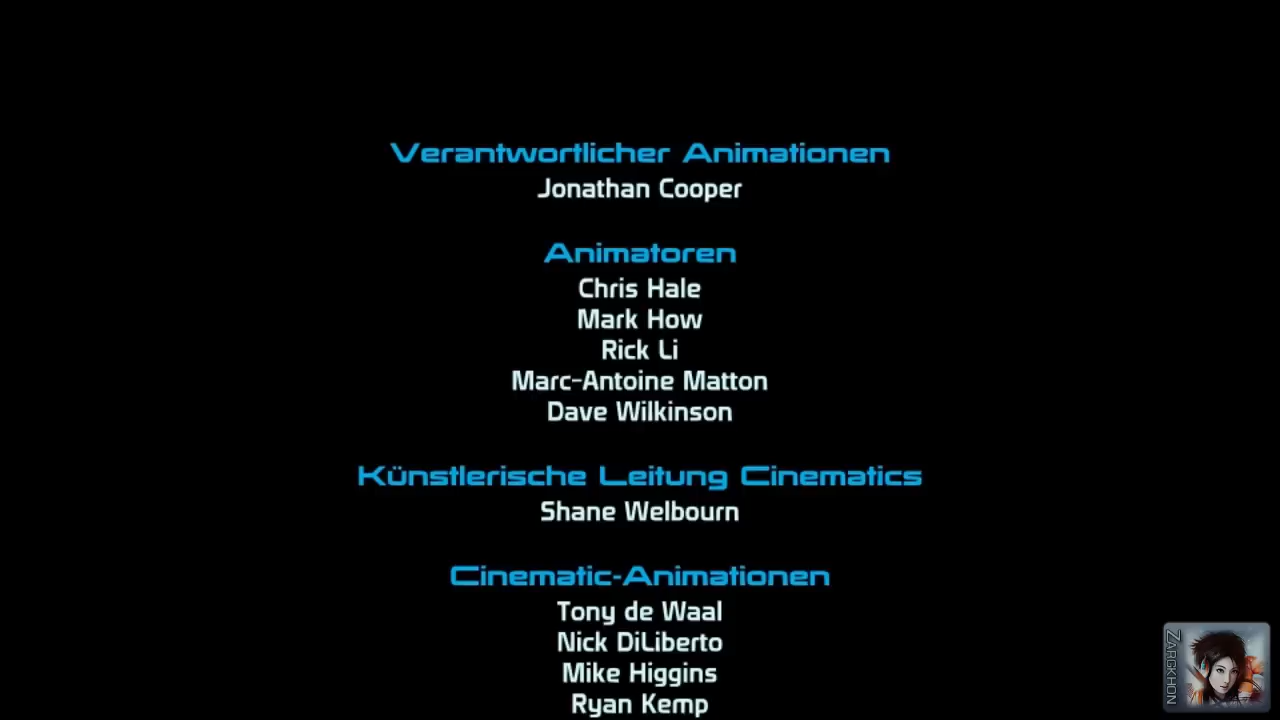 Verantwortlicher Animationen
Jonathan Cooper
Animatoren
Chris Hale
Mark How
Rick Li
Marc-Antoine Matton
Dave Wilkinson
Künstlerische Leitung Cinematics
Shane Welbourn
Cinematic-Animationen
Tony de Waal
Nick DiLiberto
Mike Higgins
Ryan Kemp
ZARCKHON